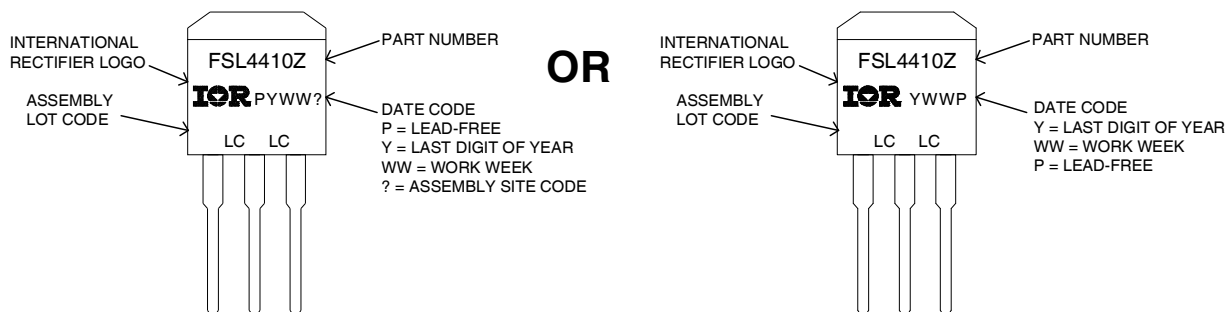 INTERNATIONAL
RECTIFIER LOGO
ASSEMBLY
LOT CODE
FSL4410Z
IOR PYWW?
LC LC
PART NUMBER
DATE CODE
P = LEAD-FREE
Y = LAST DIGIT OF YEAR
WW = WORK WEEK
? = ASSEMBLY SITE CODE
OR
INTERNATIONAL
RECTIFIER LOGO
ASSEMBLY
LOT CODE
FSL4410Z
IOR YWWP
LC LC
PART NUMBER
DATE CODE
Y = LAST DIGIT OF YEAR
WW = WORK WEEK
P = LEAD-FREE